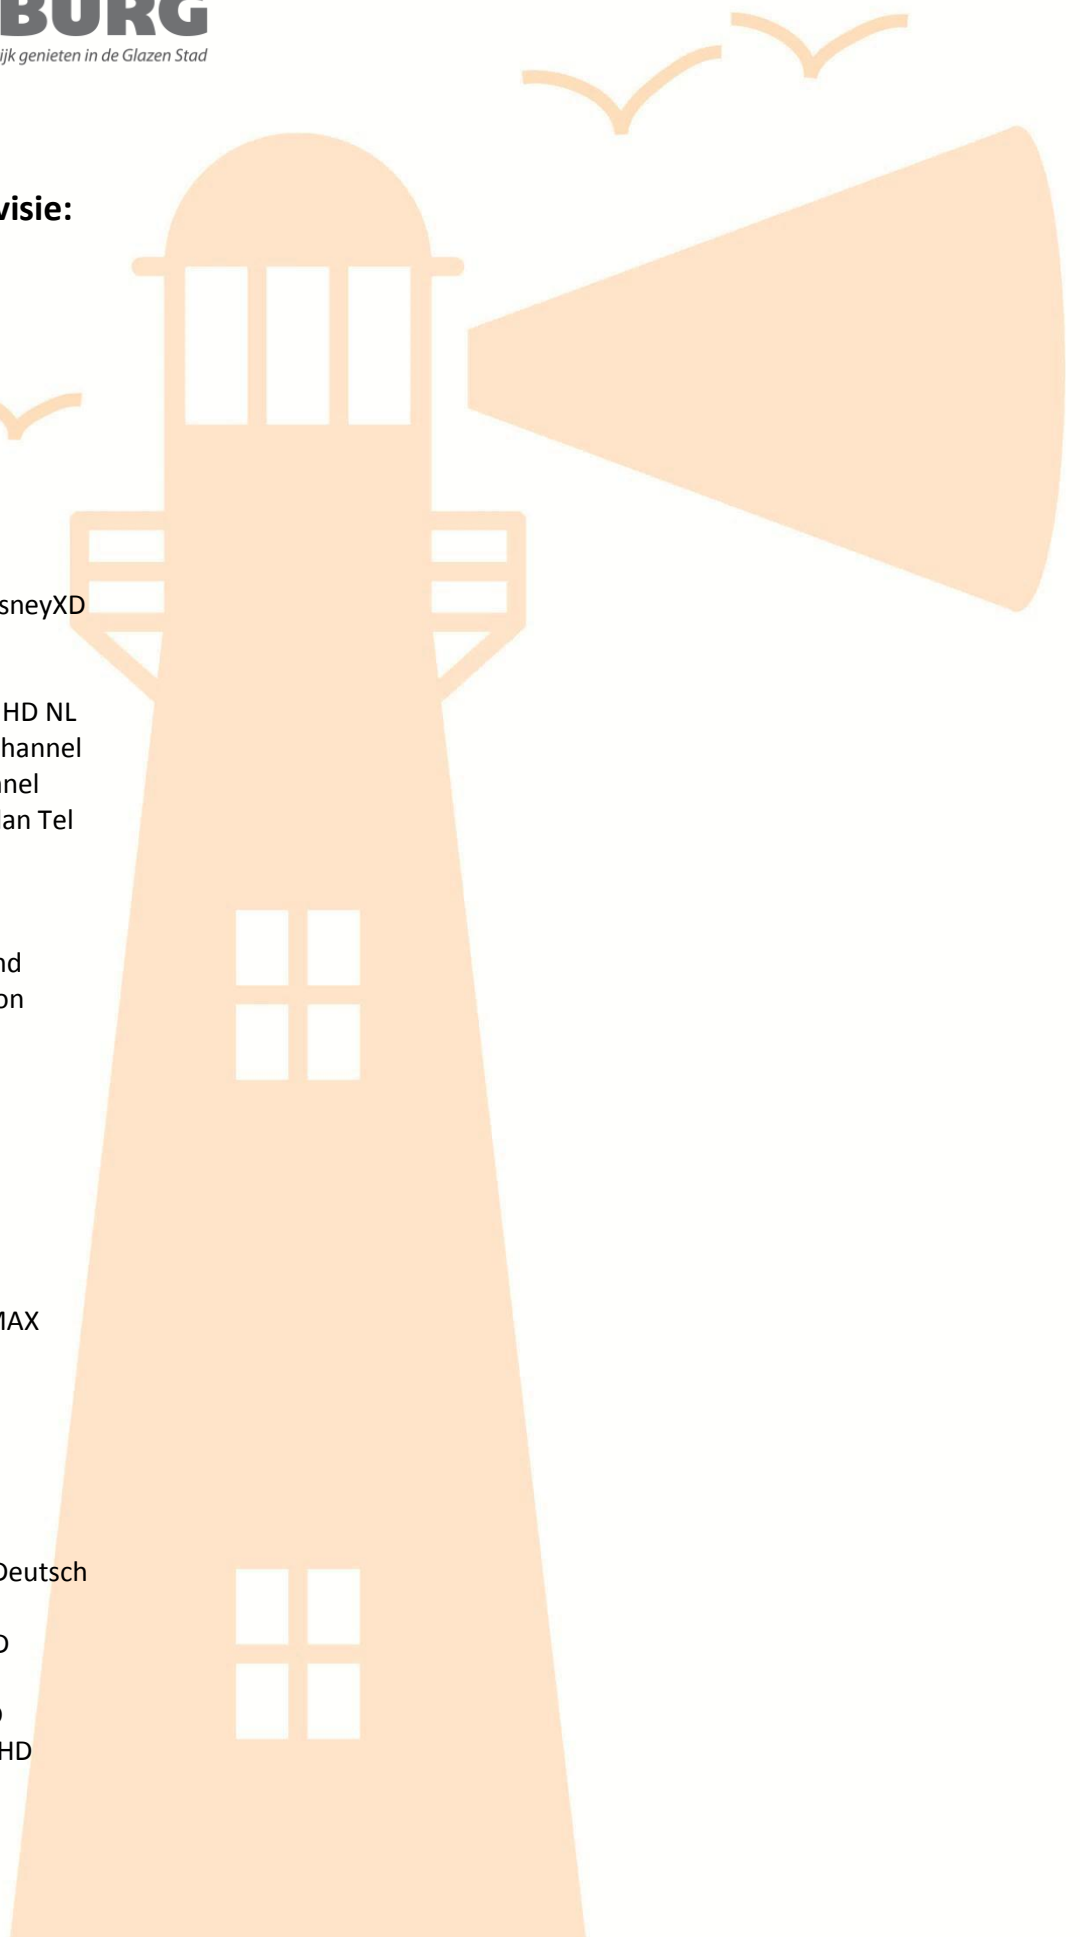 BURG
ijk genieten in de Glazen Stad
visie:
sneyXD
HD NL
hannel
nnel
lan Tel
nd
on
MAX
Deutsch
D
HD